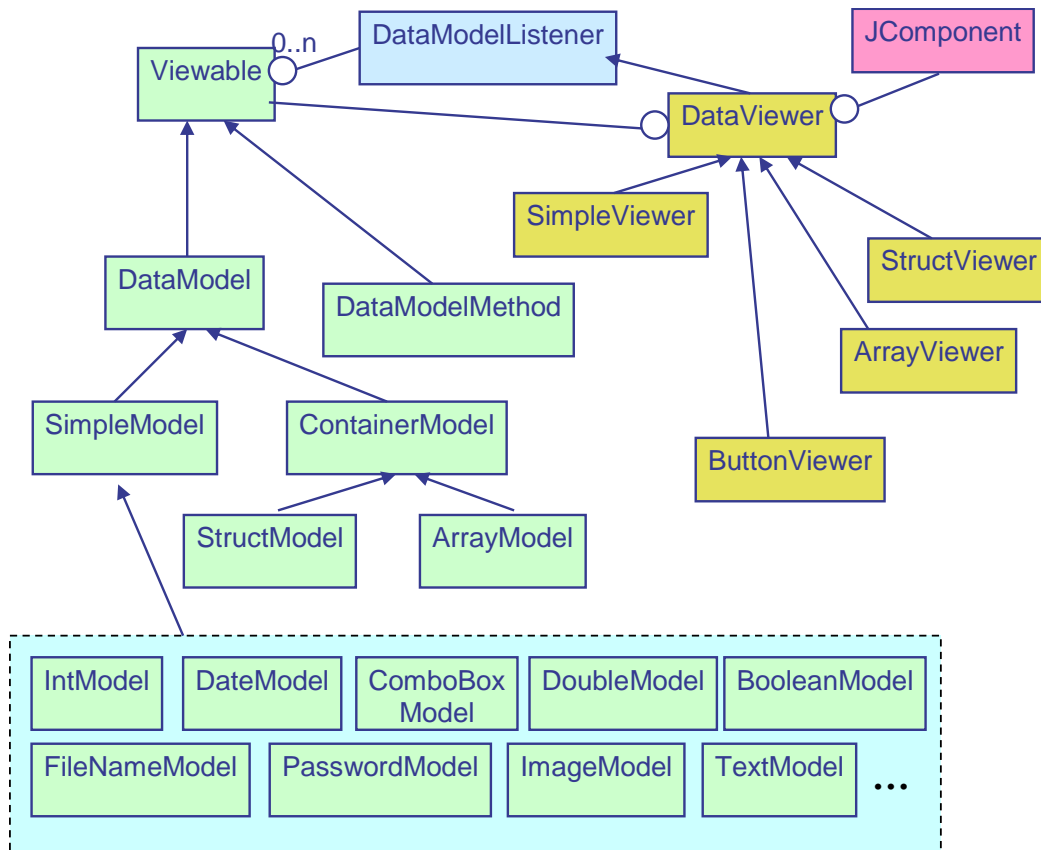 0..n
DataModelListener
JComponent
Viewable
DataViewer
SimpleViewer
StructViewer
DataModel
DataModelMethod
ArrayViewer
SimpleModel
ContainerModel
ButtonViewer
StructModel
ArrayModel
IntModel
DateModel
ComboBox
Model
DoubleModel
BooleanModel
FileNameModel
PasswordModel
ImageModel
TextModel
...